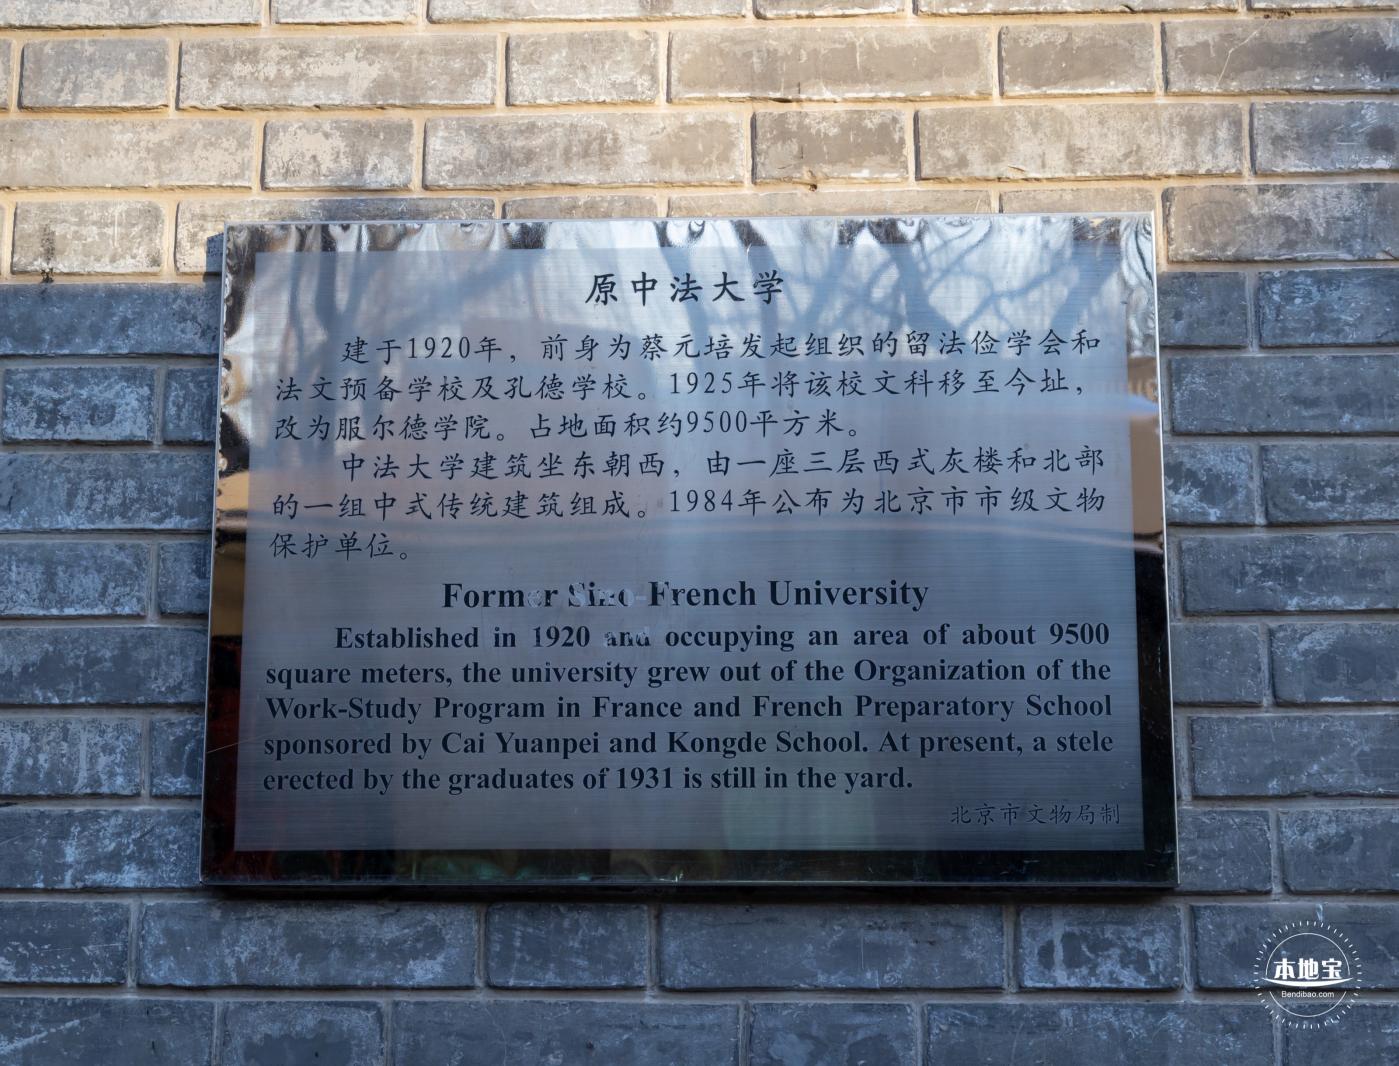 原中法大学
建于1920年，前身为蔡元培发起组织的留法俭学会和
法文预备学校及孔德学校。1925年将该校文科移至今址，
改为服尔德学院。占地面积约9500平方米。
中法大学建筑坐东朝西，由一座三层西式灰楼和北部
的一组中式传统建筑组成。1984年公布为北京市市级文物
保护单位。
Former Sino-French University
Established in 1920 and occupying an area of about 9500
square meters, the university grew out of the Organization of the
Work-Study Program in France and French Preparatory School
sponsored by Cai Yuanpei and Kongde School. At present, a stele
erected by the graduates of 1931 is still in the yard.
北京市文物局制
本地宝
Bendibao.com